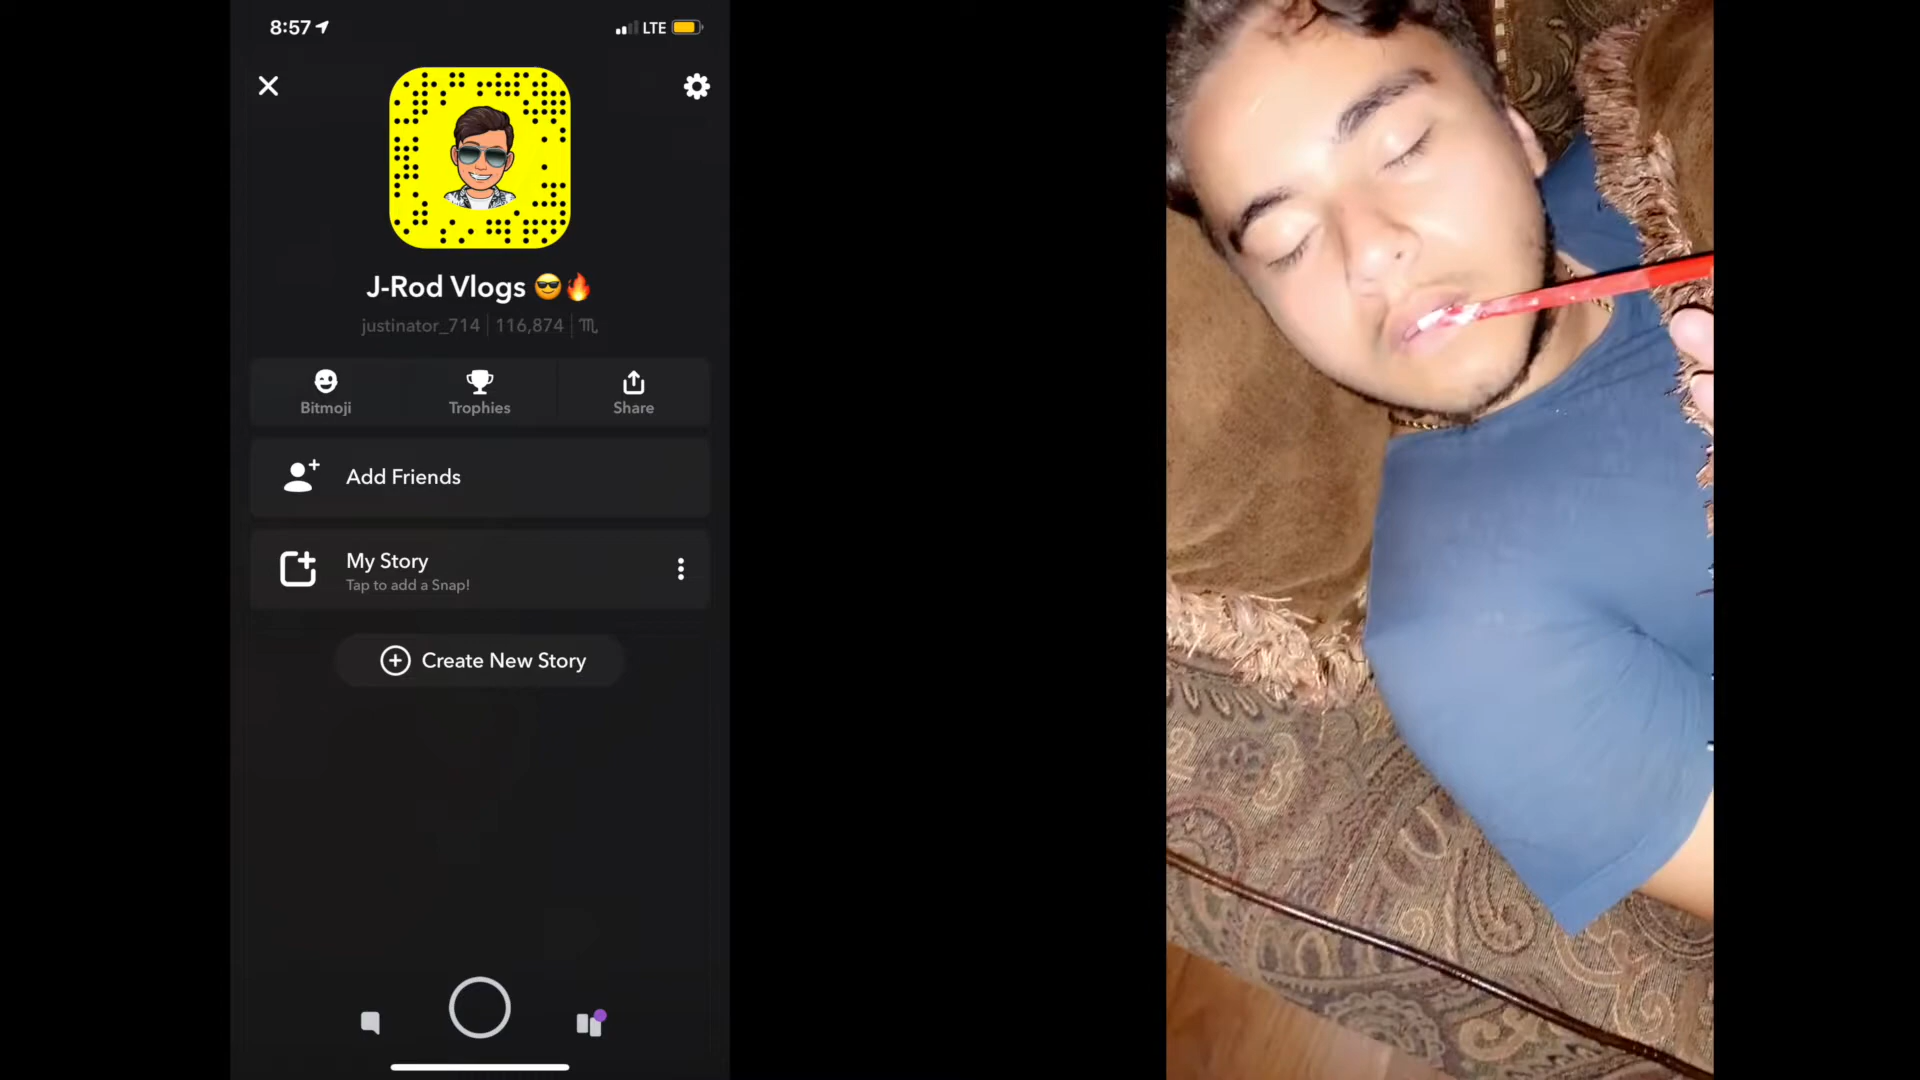 8:57
LTE
J-Rod Vlogs 😎🔥
justinator_714 | 116,874 | ♏
Bitmoji
Trophies
Share
Add Friends
My Story
Tap to add a Snap!
Create New Story